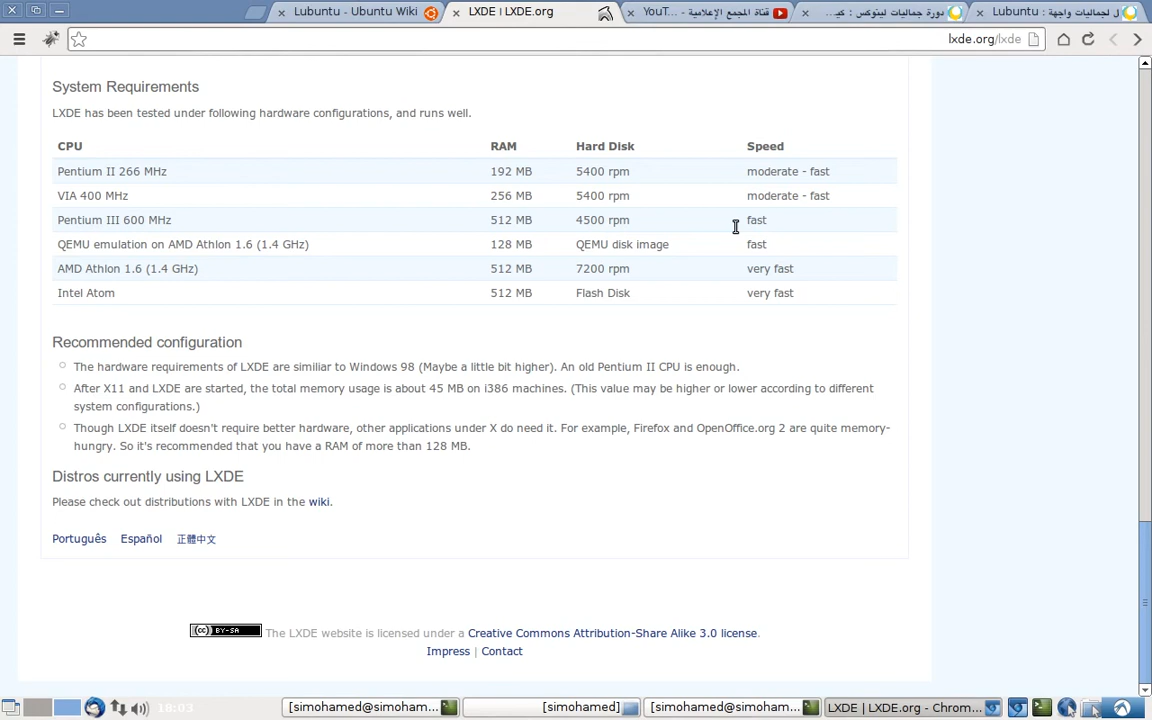 Lubuntu - Ubuntu Wiki
LXDE | LXDE.org
قناة المجمع الإعلامية - YouT...
دورة جماليات لينوكس : كي...
ل لجماليات واجهة : Lubuntu
lxde.org/lxde
System Requirements
LXDE has been tested under following hardware configurations, and runs well.
CPU RAM Hard Disk Speed
Pentium II 266 MHz 192 MB 5400 rpm moderate - fast
VIA 400 MHz 256 MB 5400 rpm moderate - fast
Pentium III 600 MHz 512 MB 4500 rpm fast
QEMU emulation on AMD Athlon 1.6 (1.4 GHz) 128 MB QEMU disk image fast
AMD Athlon 1.6 (1.4 GHz) 512 MB 7200 rpm very fast
Intel Atom 512 MB Flash Disk very fast
Recommended configuration
The hardware requirements of LXDE are similiar to Windows 98 (Maybe a little bit higher). An old Pentium II CPU is enough.
After X11 and LXDE are started, the total memory usage is about 45 MB on i386 machines. (This value may be higher or lower according to different
system configurations.)
Though LXDE itself doesn't require better hardware, other applications under X do need it. For example, Firefox and OpenOffice.org 2 are quite memory-
hungry. So it's recommended that you have a RAM of more than 128 MB.
Distros currently using LXDE
Please check out distributions with LXDE in the wiki.
Português Español 正體中文
(cc) BY-SA The LXDE website is licensed under a Creative Commons Attribution-Share Alike 3.0 license.
Impress | Contact
18:03 [simohamed@simoham... [simohamed] [simohamed@simoham... LXDE | LXDE.org - Chrom...